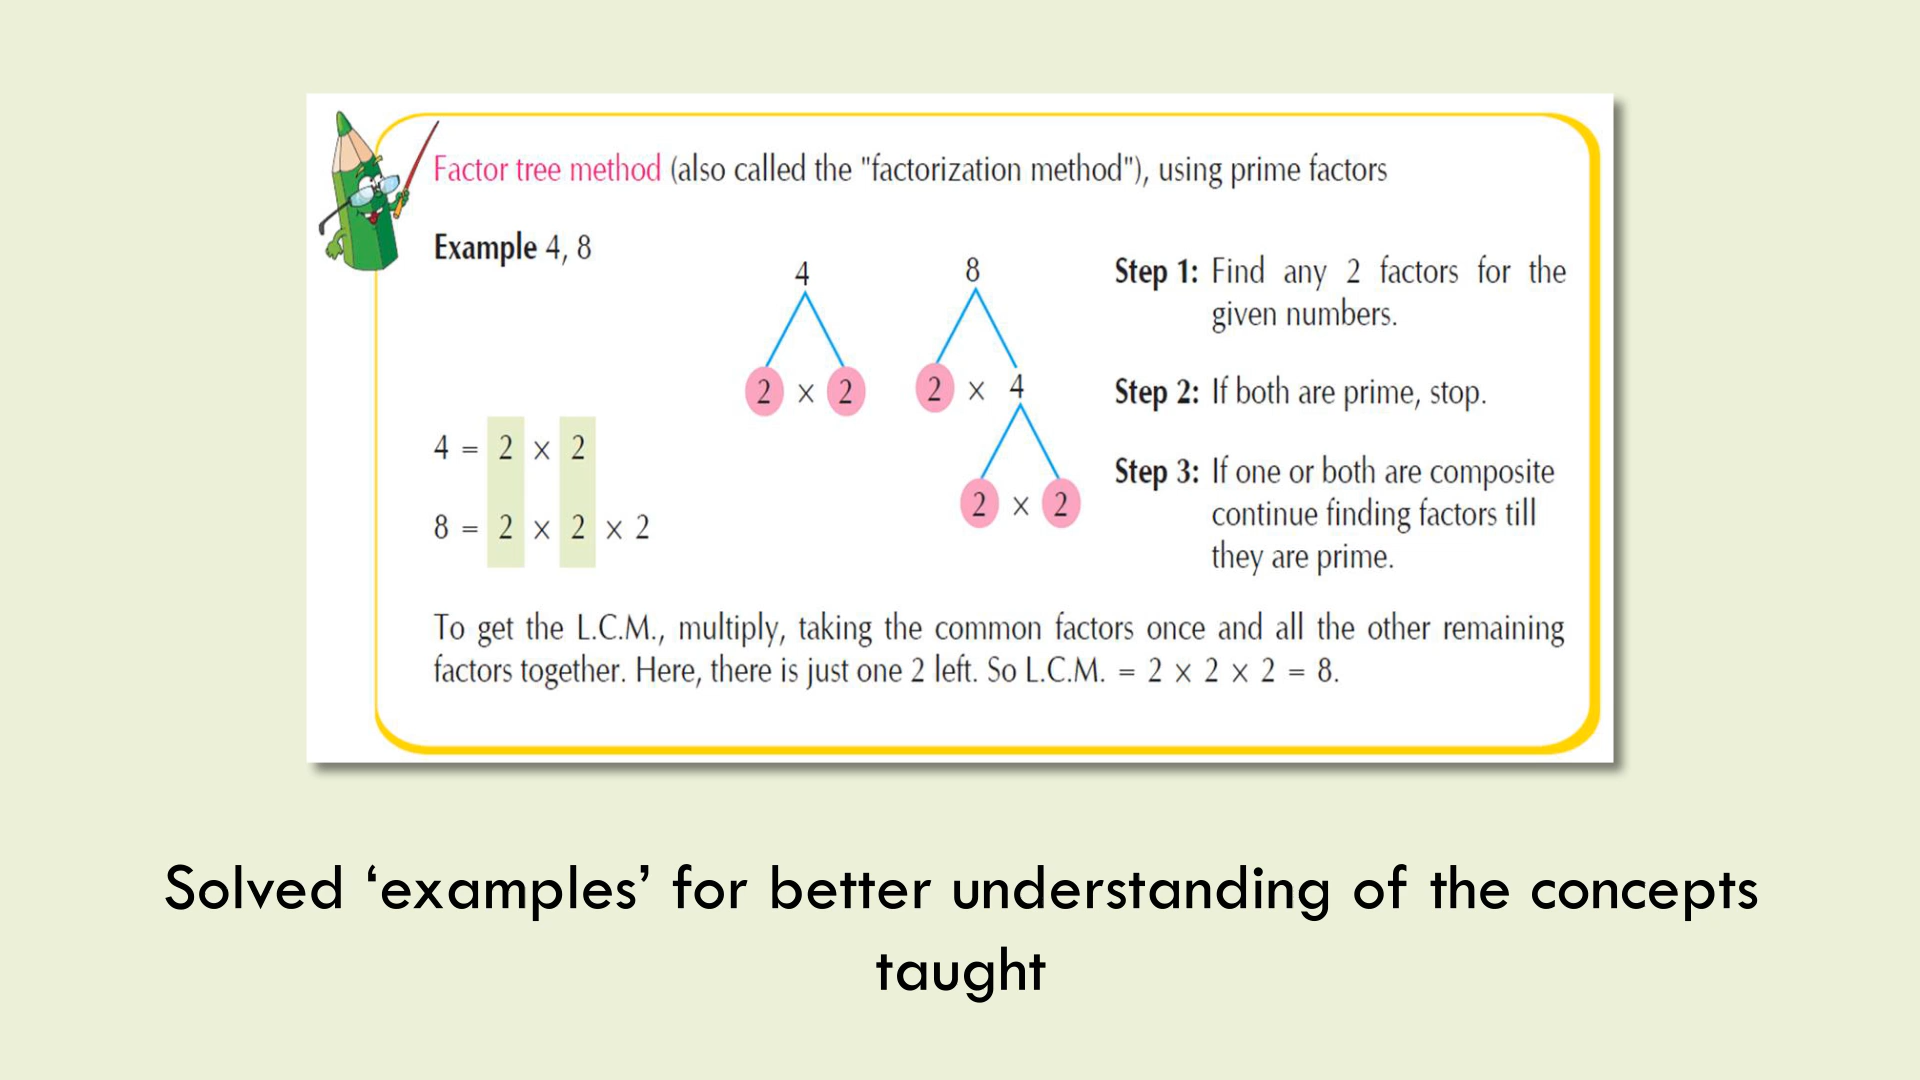 Factor tree method (also called the "factorization method"), using prime factors
Example 4, 8
4
2 × 2
8
2 × 4
2 × 2
4 = 2 × 2
8 = 2 × 2 × 2
Step 1: Find any 2 factors for the
given numbers.
Step 2: If both are prime, stop.
Step 3: If one or both are composite
continue finding factors till
they are prime.
To get the L.C.M., multiply, taking the common factors once and all the other remaining
factors together. Here, there is just one 2 left. So L.C.M. = 2 × 2 × 2 = 8.
Solved ‘examples’ for better understanding of the concepts
taught